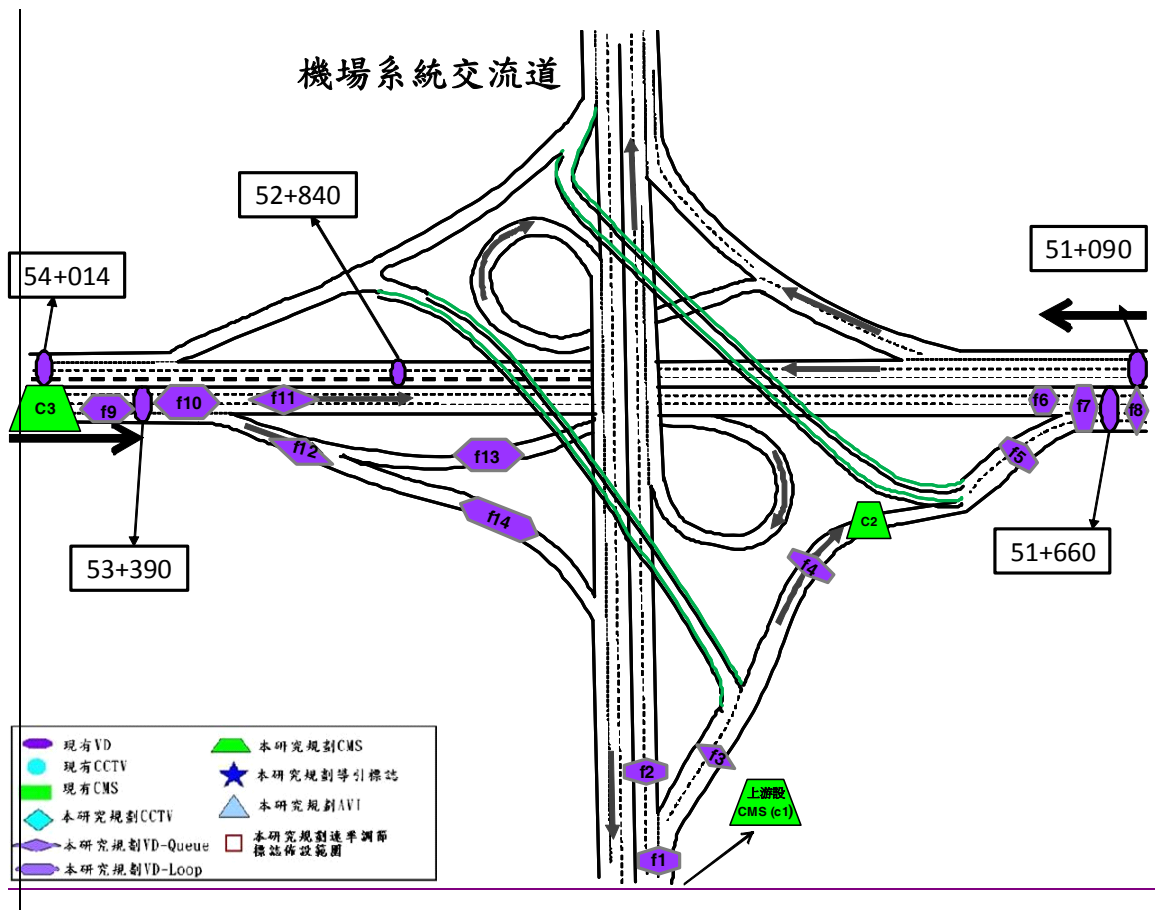 機場系統交流道
52+840
54+014
51+090
C3
f9
f10
f11
f6
f7
f8
f12
f13
f5
f14
C2
f4
53+390
51+660
f3
f2
上游設
CMS (c1)
f1
現有VD
現有CCTV
現有CMS
本研究規劃CCTV
本研究規劃VD-Queue
本研究規劃VD-Loop
本研究規劃CMS
本研究規劃導引標誌
本研究規劃AVI
本研究規劃速率調節
標誌佈設範圍